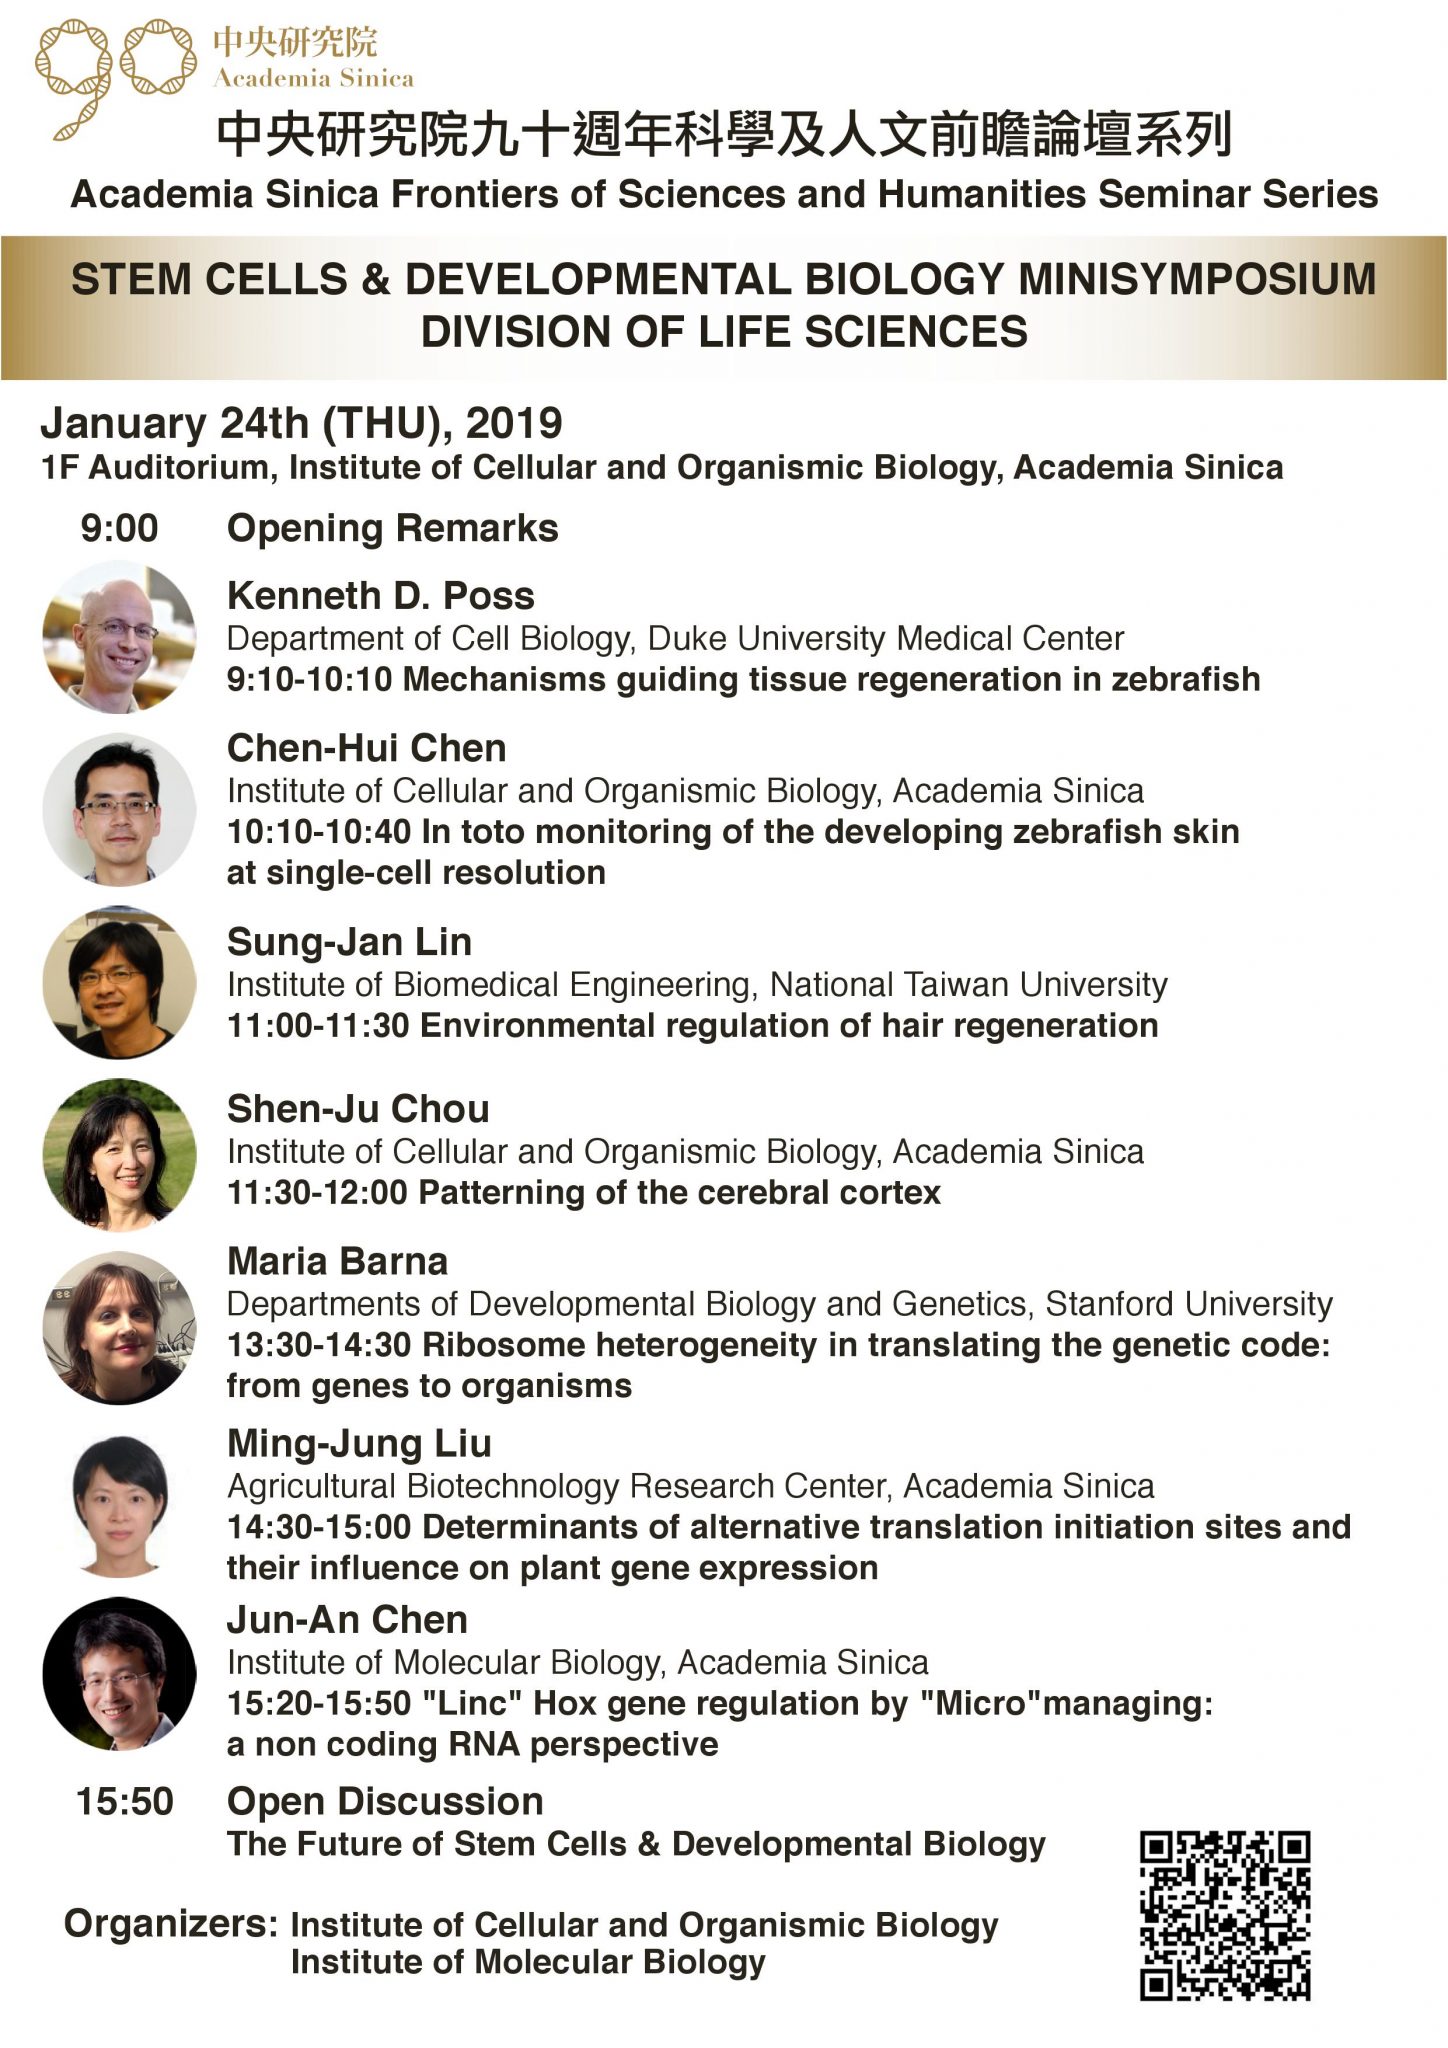 中央研究院
Academia Sinica
中央研究院九十週年科學及人文前瞻論壇系列
Academia Sinica Frontiers of Sciences and Humanities Seminar Series
STEM CELLS & DEVELOPMENTAL BIOLOGY MINISYMPOSIUM
DIVISION OF LIFE SCIENCES
January 24th (THU), 2019
1F Auditorium, Institute of Cellular and Organismic Biology, Academia Sinica
9:00 Opening Remarks
Kenneth D. Poss
Department of Cell Biology, Duke University Medical Center
9:10-10:10 Mechanisms guiding tissue regeneration in zebrafish
Chen-Hui Chen
Institute of Cellular and Organismic Biology, Academia Sinica
10:10-10:40 In toto monitoring of the developing zebrafish skin
at single-cell resolution
Sung-Jan Lin
Institute of Biomedical Engineering, National Taiwan University
11:00-11:30 Environmental regulation of hair regeneration
Shen-Ju Chou
Institute of Cellular and Organismic Biology, Academia Sinica
11:30-12:00 Patterning of the cerebral cortex
Maria Barna
Departments of Developmental Biology and Genetics, Stanford University
13:30-14:30 Ribosome heterogeneity in translating the genetic code:
from genes to organisms
Ming-Jung Liu
Agricultural Biotechnology Research Center, Academia Sinica
14:30-15:00 Determinants of alternative translation initiation sites and
their influence on plant gene expression
Jun-An Chen
Institute of Molecular Biology, Academia Sinica
15:20-15:50 "Linc" Hox gene regulation by "Micro"managing:
a non coding RNA perspective
15:50 Open Discussion
The Future of Stem Cells & Developmental Biology
Organizers: Institute of Cellular and Organismic Biology
Institute of Molecular Biology